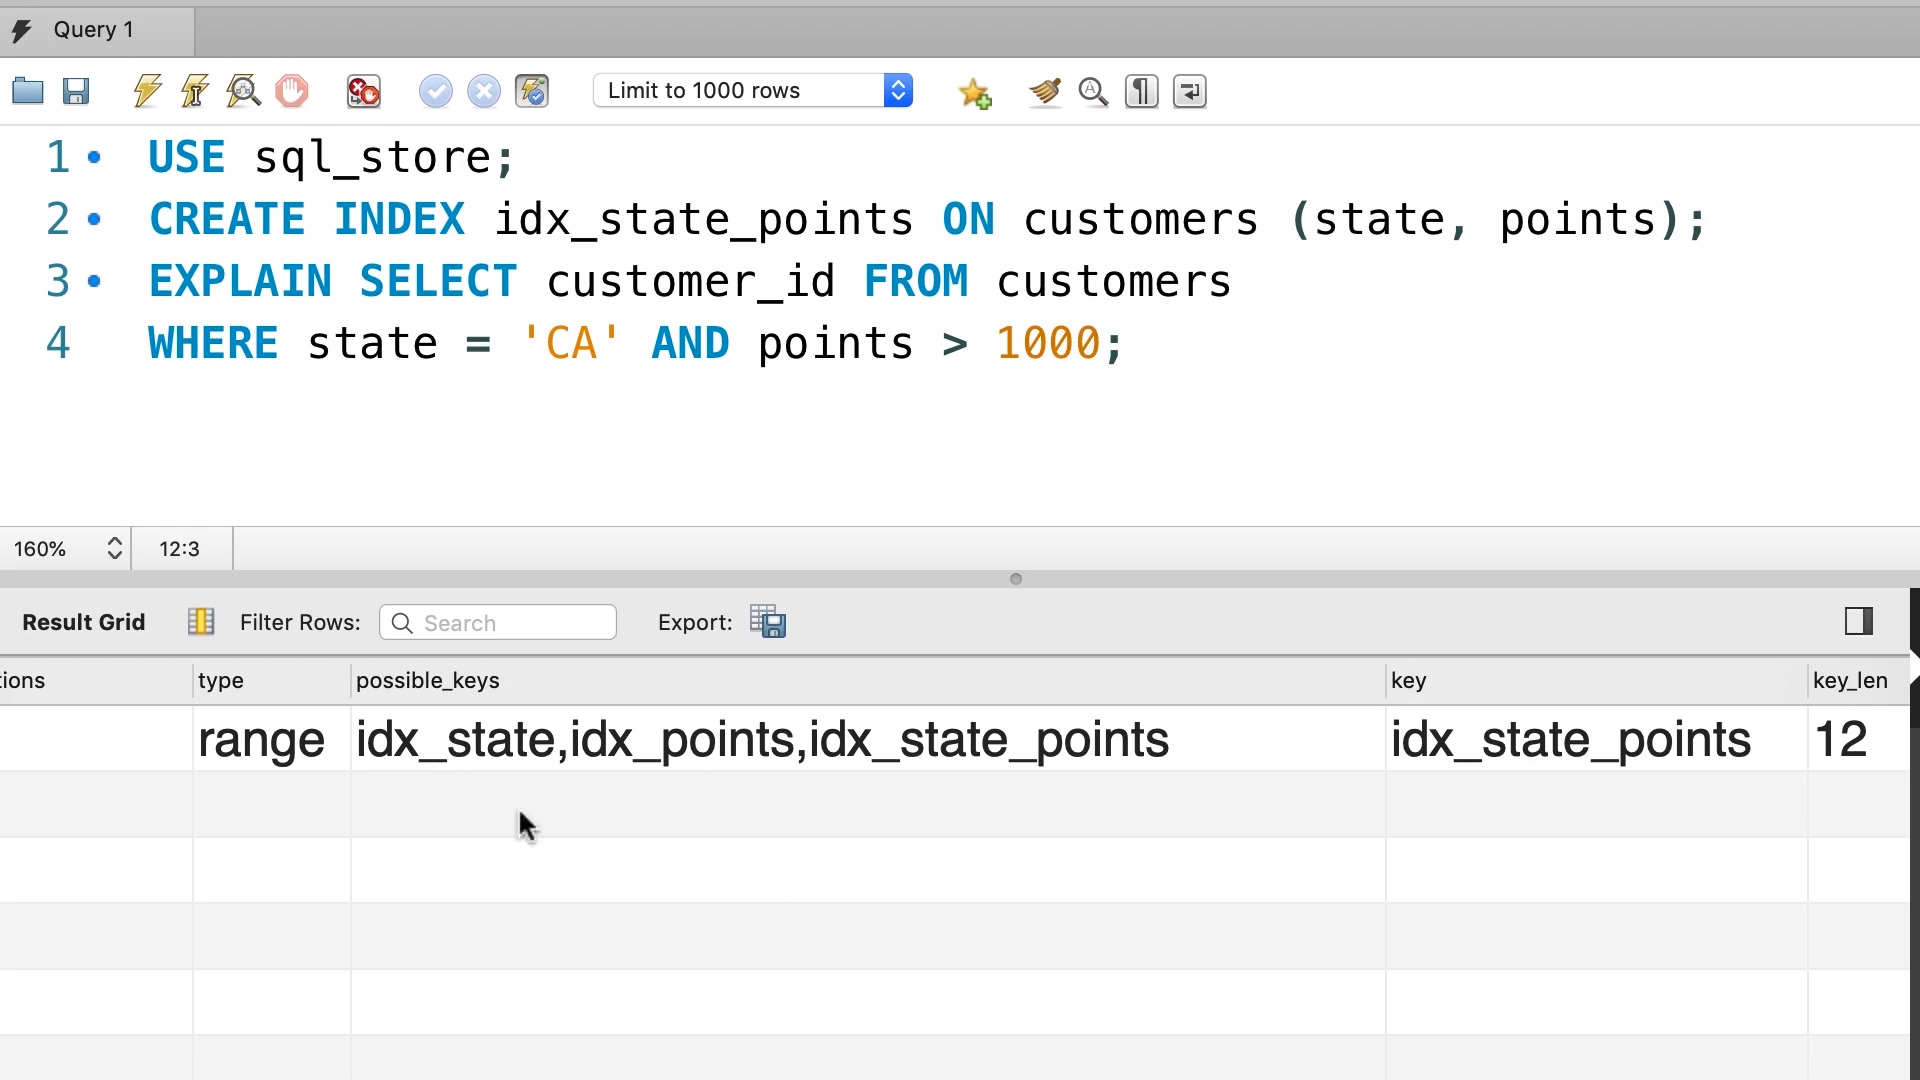 Query 1
Limit to 1000 rows
1 USE sql_store;
2 CREATE INDEX idx_state_points ON customers (state, points);
3 EXPLAIN SELECT customer_id FROM customers
4 WHERE state = 'CA' AND points > 1000;
160% 12:3
Result Grid Filter Rows: Search Export:
tions type possible_keys key key_len
range idx_state,idx_points,idx_state_points idx_state_points 12